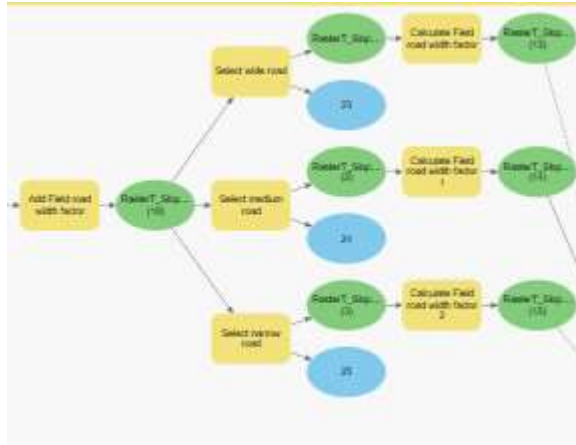 RasterT_Slop...
Calculate Field
road width factor
RasterT_Slop...
(13)
Select wide road
23
RasterT_Slop...
(2)
Calculate Field
road width factor
1
RasterT_Slop...
(14)
Add Field road
width factor
RasterT_Slop...
Select medium
road
24
RasterT_Slop...
(3)
Calculate Field
road width factor
2
RasterT_Slop...
(15)
Select narrow
road
25